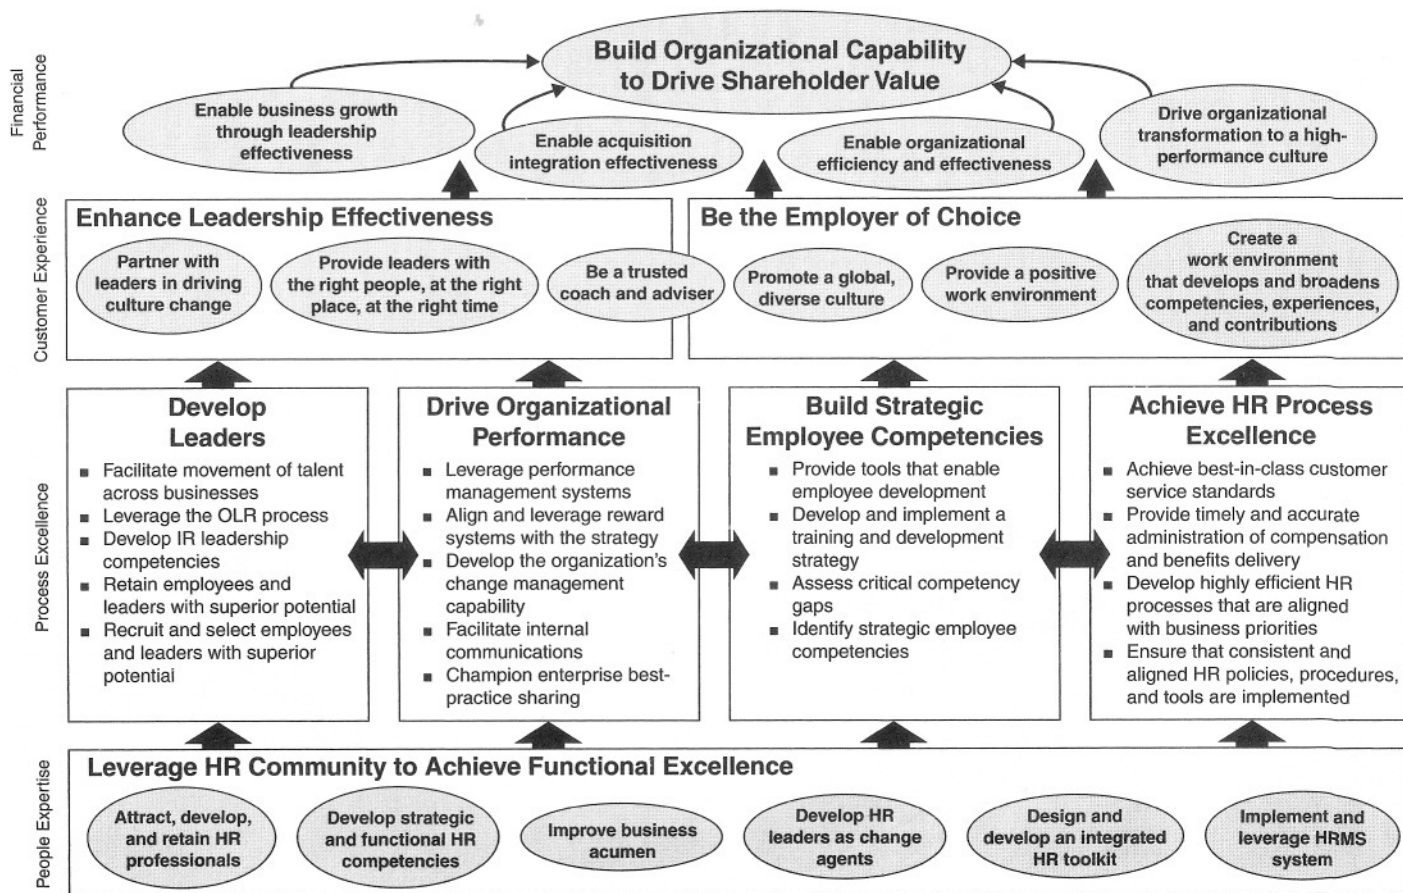 Financial
Performance
Build Organizational Capability
to Drive Shareholder Value
Enable business growth
through leadership
effectiveness
Enable acquisition
integration effectiveness
Enable organizational
efficiency and effectiveness
Drive organizational
transformation to a high-
performance culture
Customer Experience
Enhance Leadership Effectiveness
Partner with
leaders in driving
culture change
Provide leaders with
the right people, at the right
place, at the right time
Be a trusted
coach and adviser
Be the Employer of Choice
Promote a global,
diverse culture
Provide a positive
work environment
Create a
work environment
that develops and broadens
competencies, experiences,
and contributions
Process Excellence
Develop
Leaders
■ Facilitate movement of talent
across businesses
■ Leverage the OLR process
■ Develop IR leadership
competencies
■ Retain employees and
leaders with superior potential
■ Recruit and select employees
and leaders with superior
potential
Drive Organizational
Performance
■ Leverage performance
management systems
■ Align and leverage reward
systems with the strategy
■ Develop the organization's
change management
capability
■ Facilitate internal
communications
■ Champion enterprise best-
practice sharing
Build Strategic
Employee Competencies
■ Provide tools that enable
employee development
■ Develop and implement a
training and development
strategy
■ Assess critical competency
gaps
■ Identify strategic employee
competencies
Achieve HR Process
Excellence
■ Achieve best-in-class customer
service standards
■ Provide timely and accurate
administration of compensation
and benefits delivery
■ Develop highly efficient HR
processes that are aligned
with business priorities
■ Ensure that consistent and
aligned HR policies, procedures,
and tools are implemented
People Expertise
Leverage HR Community to Achieve Functional Excellence
Attract, develop,
and retain HR
professionals
Develop strategic
and functional HR
competencies
Improve business
acumen
Develop HR
leaders as change
agents
Design and
develop an integrated
HR toolkit
Implement and
leverage HRMS
system